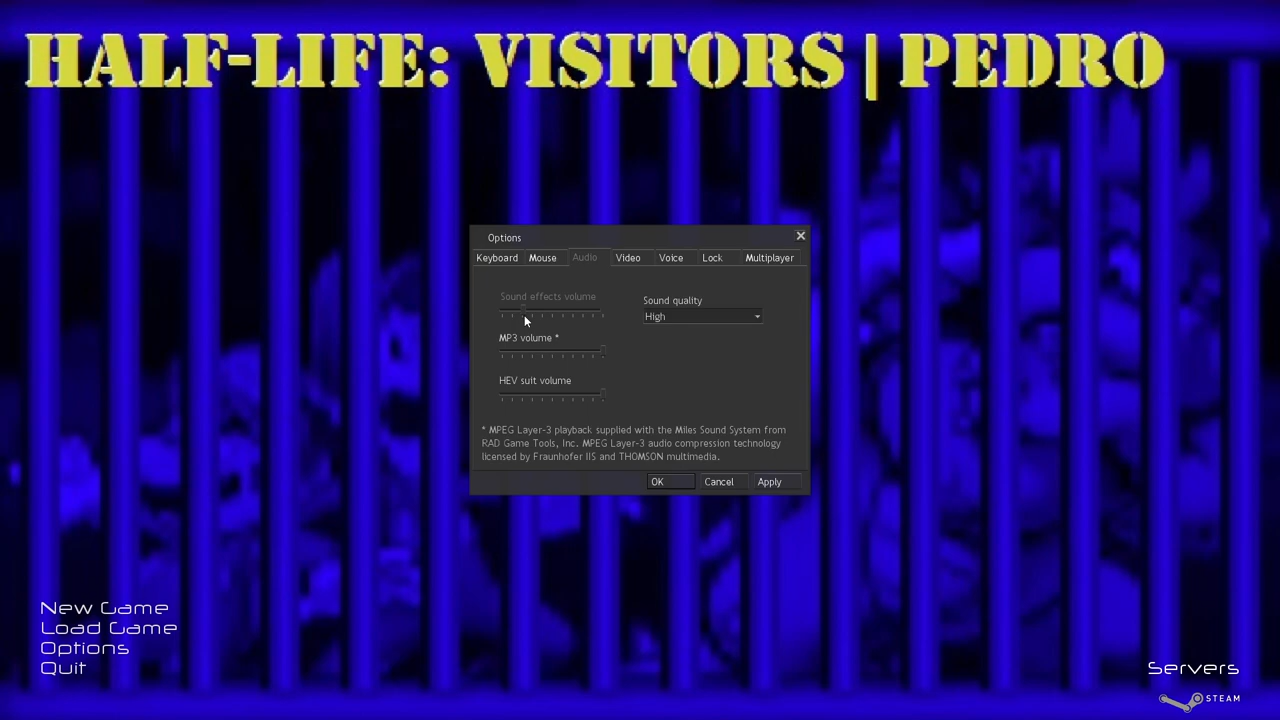 HALF-LIFE: VISITORS | PEDRO
Options
Keyboard Mouse Audio Video Voice Lock Multiplayer
Sound effects volume
Sound quality
High
MP3 volume *
HEV suit volume
* MPEG Layer-3 playback supplied with the Miles Sound System from
RAD Game Tools, Inc. MPEG Layer-3 audio compression technology
licensed by Fraunhofer IIS and THOMSON multimedia.
OK Cancel Apply
New Game
Load Game
Options
Quit
Servers
STEAM